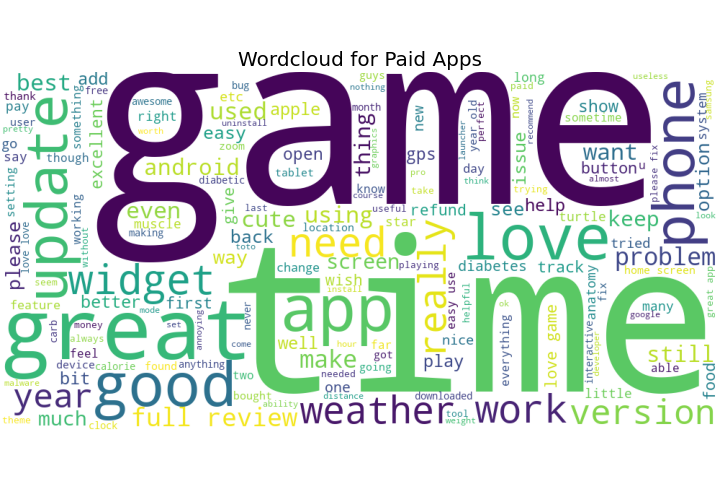 Wordcloud for Paid Apps
game
time
great
love
good
app
phone
update
widget
need
really
weather
work
version
year
full review
problem
want
still
even
android
cute
using
used
apple
easy
best
add
thank
free
pay
user
go
say
though
something
excellent
bug
etc
awesome
right
worth
uninstall
zoom
diabetic
open
tablet
guys
nothing
month
thing
graphics
know
course
gps
new
pro
take
day
launcher
think
year old
perfect
long
paid
now
issue
recommend
trying
show
sometime
button
u
almost
please fix
option
system
samsung
useless
look
setting
please
love love
working
without
muscle
making
give
last
toto
back
way
location
star
useful
refund
see
help
turtle
keep
tried
home screen
great app
seem
feature
better
first
change
screen
wish
install
playing
diabetes
track
easy use
helpful
anatomy
fix
many
google
able
food
carb
money
mode
set
always
feel
device
calorie
found
anything
annoying
never
come
bit
two
bought
ability
well
hour
make
needed
one
distance
far
got
going
play
nice
downloaded
tool
weight
ok
everything
love game
interactive
developer
little
much
clock
theme
malware
pretty